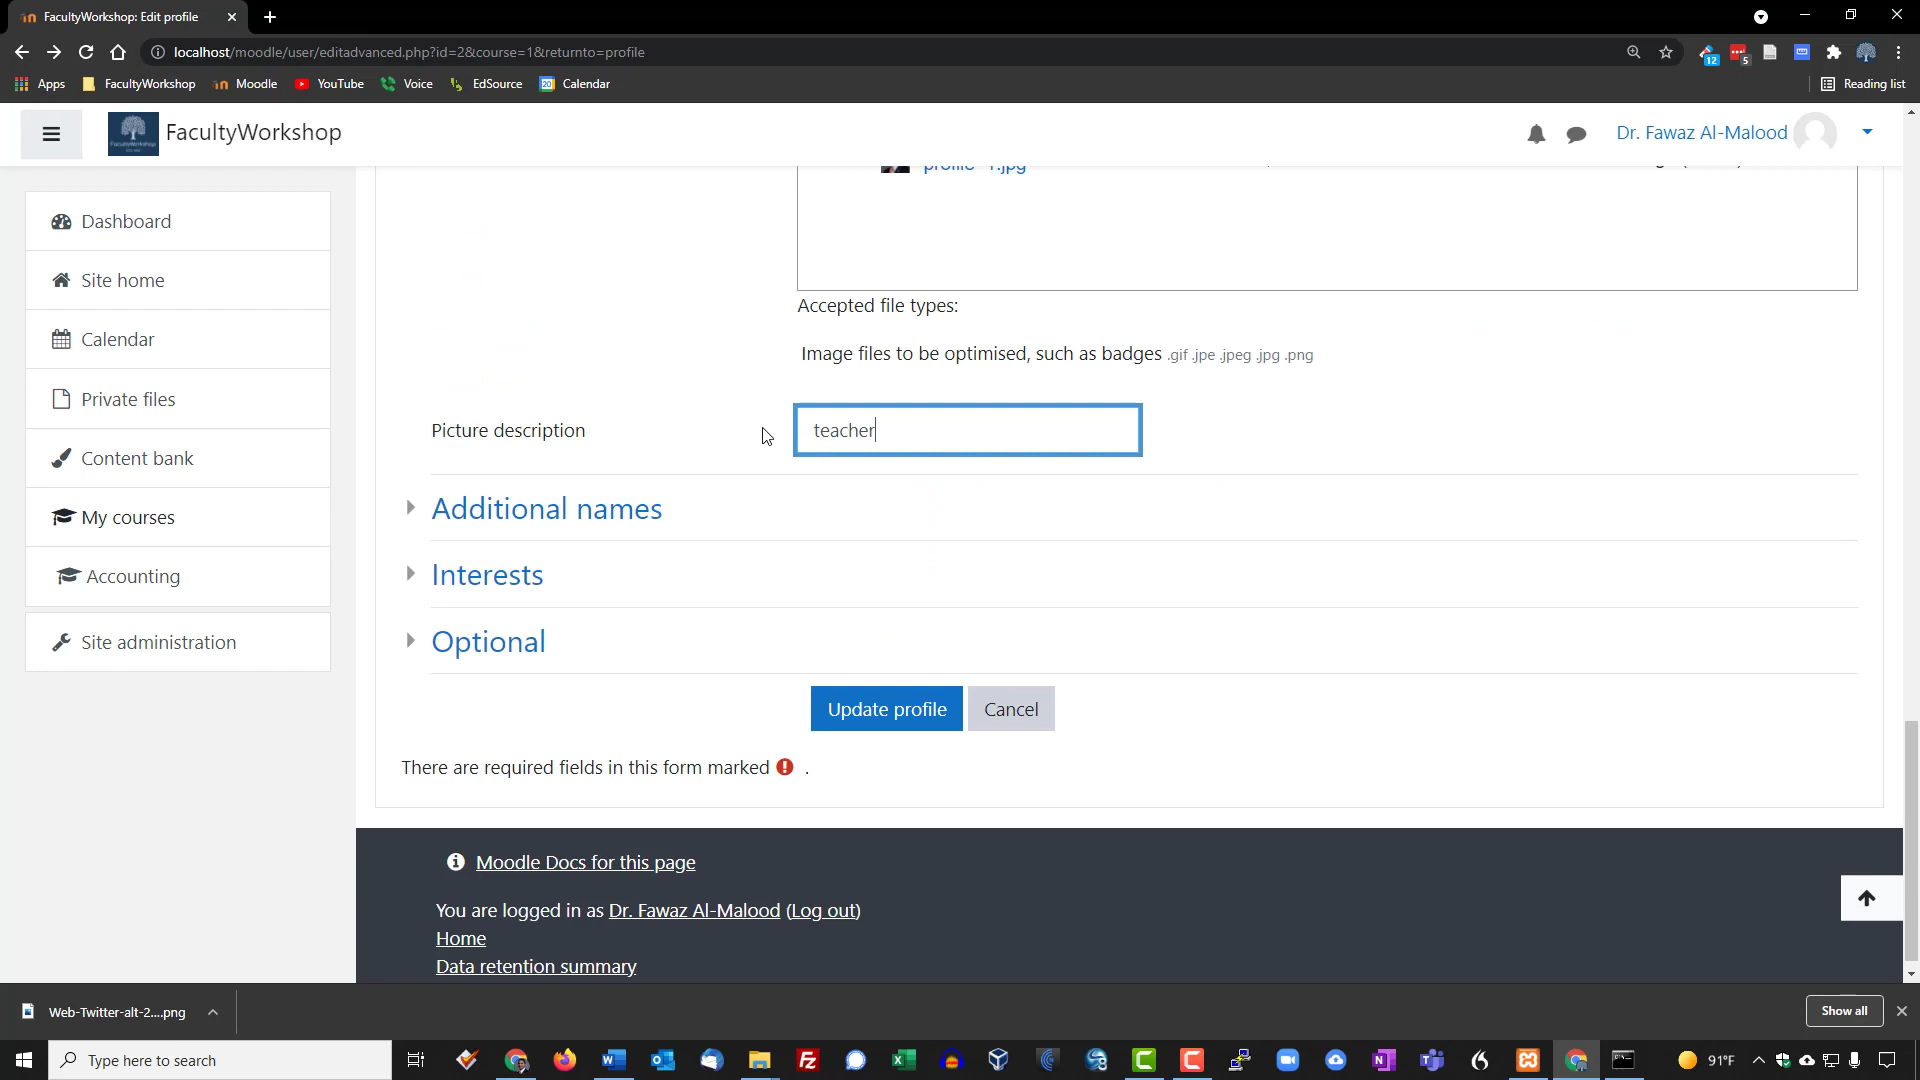 FacultyWorkshop: Edit profile
localhost/moodle/user/editadvanced.php?id=2&course=1&returnto=profile
12
5
Apps
FacultyWorkshop
Moodle
YouTube
Voice
EdSource
20
Calendar
Reading list
FacultyWorkshop
Dr. Fawaz Al-Malood
Dashboard
Site home
Calendar
Private files
Content bank
My courses
Accounting
Site administration
Accepted file types:
Image files to be optimised, such as badges .gif .jpe .jpeg .jpg .png
Picture description
teacher
Additional names
Interests
Optional
Update profile
Cancel
There are required fields in this form marked .
Moodle Docs for this page
You are logged in as Dr. Fawaz Al-Malood (Log out)
Home
Data retention summary
Web-Twitter-alt-2....png
Show all
Type here to search
91°F